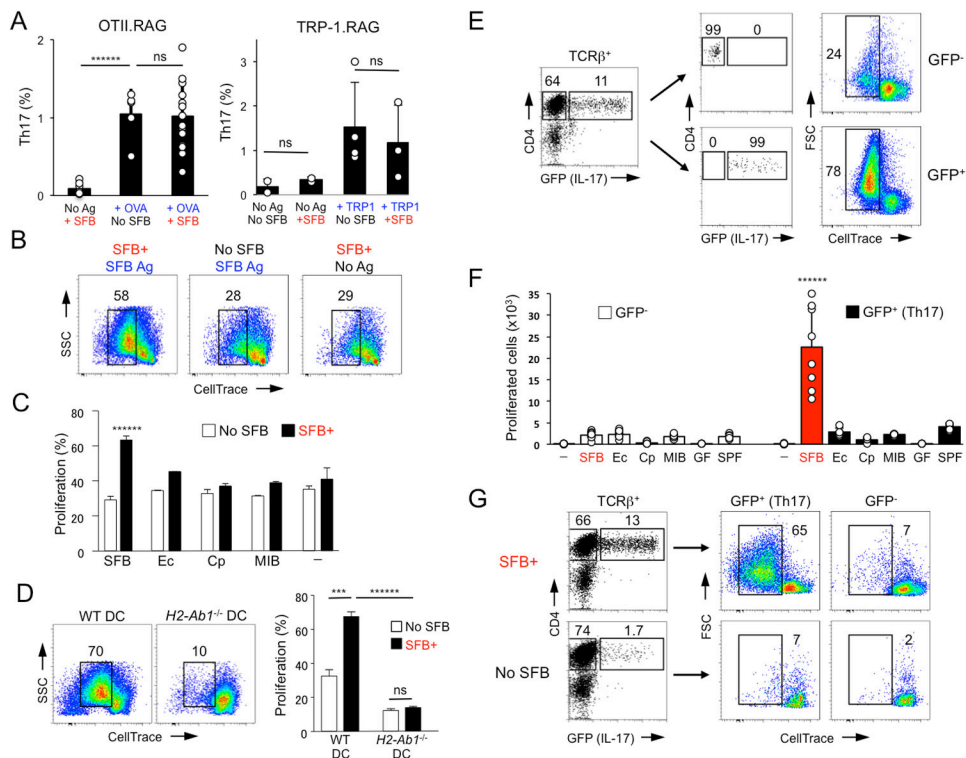 A
OTII.RAG
TRP-1.RAG
Th17 (%)
2
1
0
******
ns
No Ag
+ SFB
+ OVA
No SFB
+ OVA
+ SFB
Th17 (%)
3
2
1
0
ns
ns
No Ag
No SFB
No Ag
+SFB
+ TRP1
No SFB
+ TRP1
+SFB
B
SFB+
SFB Ag
No SFB
SFB Ag
SFB+
No Ag
SSC
58
28
29
CellTrace
C
Proliferation (%)
80
60
40
20
0
******
No SFB
SFB+
SFB
Ec
Cp
MIB
–
D
WT DC
H2-Ab1-/- DC
SSC
70
10
CellTrace
Proliferation (%)
80
60
40
20
0
***
******
ns
No SFB
SFB+
WT
DC
H2-Ab1-/-
DC
E
TCRβ+
64
11
CD4
GFP (IL-17)
99
0
0
99
CD4
GFP (IL-17)
24
78
FSC
GFP-
GFP+
CellTrace
F
Proliferated cells (x10³)
35
30
25
20
15
10
5
0
GFP-
******
GFP+ (Th17)
–
SFB
Ec
Cp
MIB
GF
SPF
–
SFB
Ec
Cp
MIB
GF
SPF
G
TCRβ+
GFP+ (Th17)
GFP-
SFB+
66
13
65
7
CD4
FSC
No SFB
74
1.7
7
2
GFP (IL-17)
CellTrace